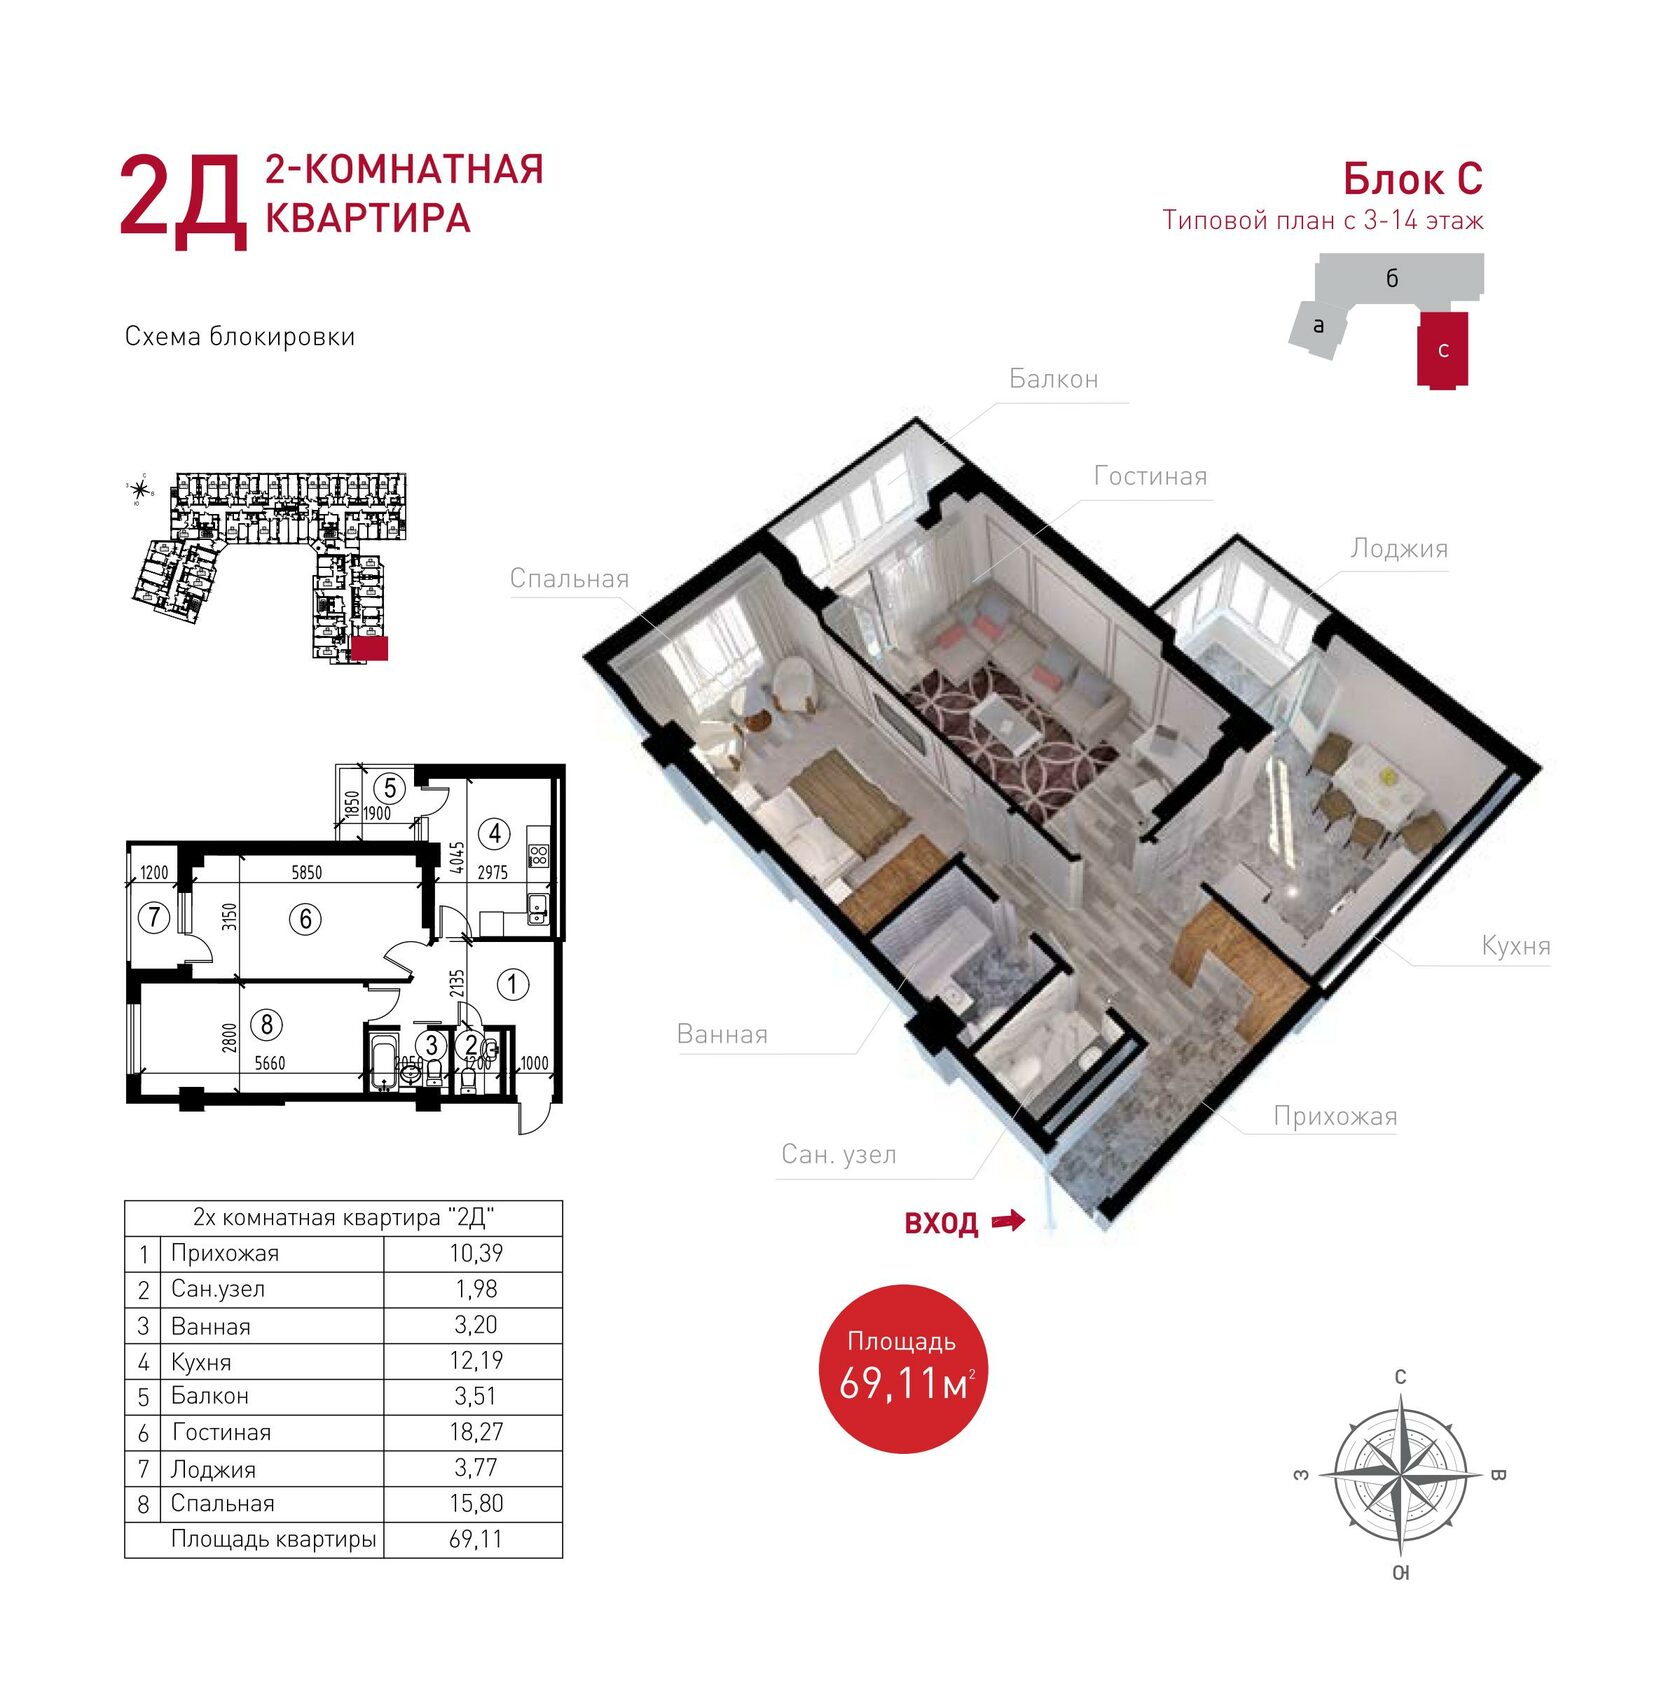 2Д
2-КОМНАТНАЯ
КВАРТИРА
Блок С
Типовой план с 3-14 этаж
б
а
с
Схема блокировки
Балкон
Гостиная
Лоджия
Спальная
Кухня
Ванная
Прихожая
Сан. узел
ВХОД
5
1850
1900
4
4045
2975
1200
5850
7
3150
6
2135
1
8
2800
5660
3
2
2050
1200
1000
2х комнатная квартира "2Д"
1 Прихожая 10,39
2 Сан.узел 1,98
3 Ванная 3,20
4 Кухня 12,19
5 Балкон 3,51
6 Гостиная 18,27
7 Лоджия 3,77
8 Спальная 15,80
Площадь квартиры 69,11
Площадь
69,11м²
С
З
В
Ю